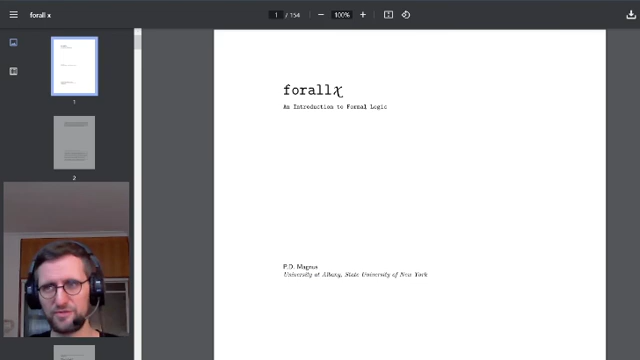 forall x
1 / 154
100%
1
2
forallx
An Introduction to Formal Logic
P.D. Magnus
University at Albany, State University of New York